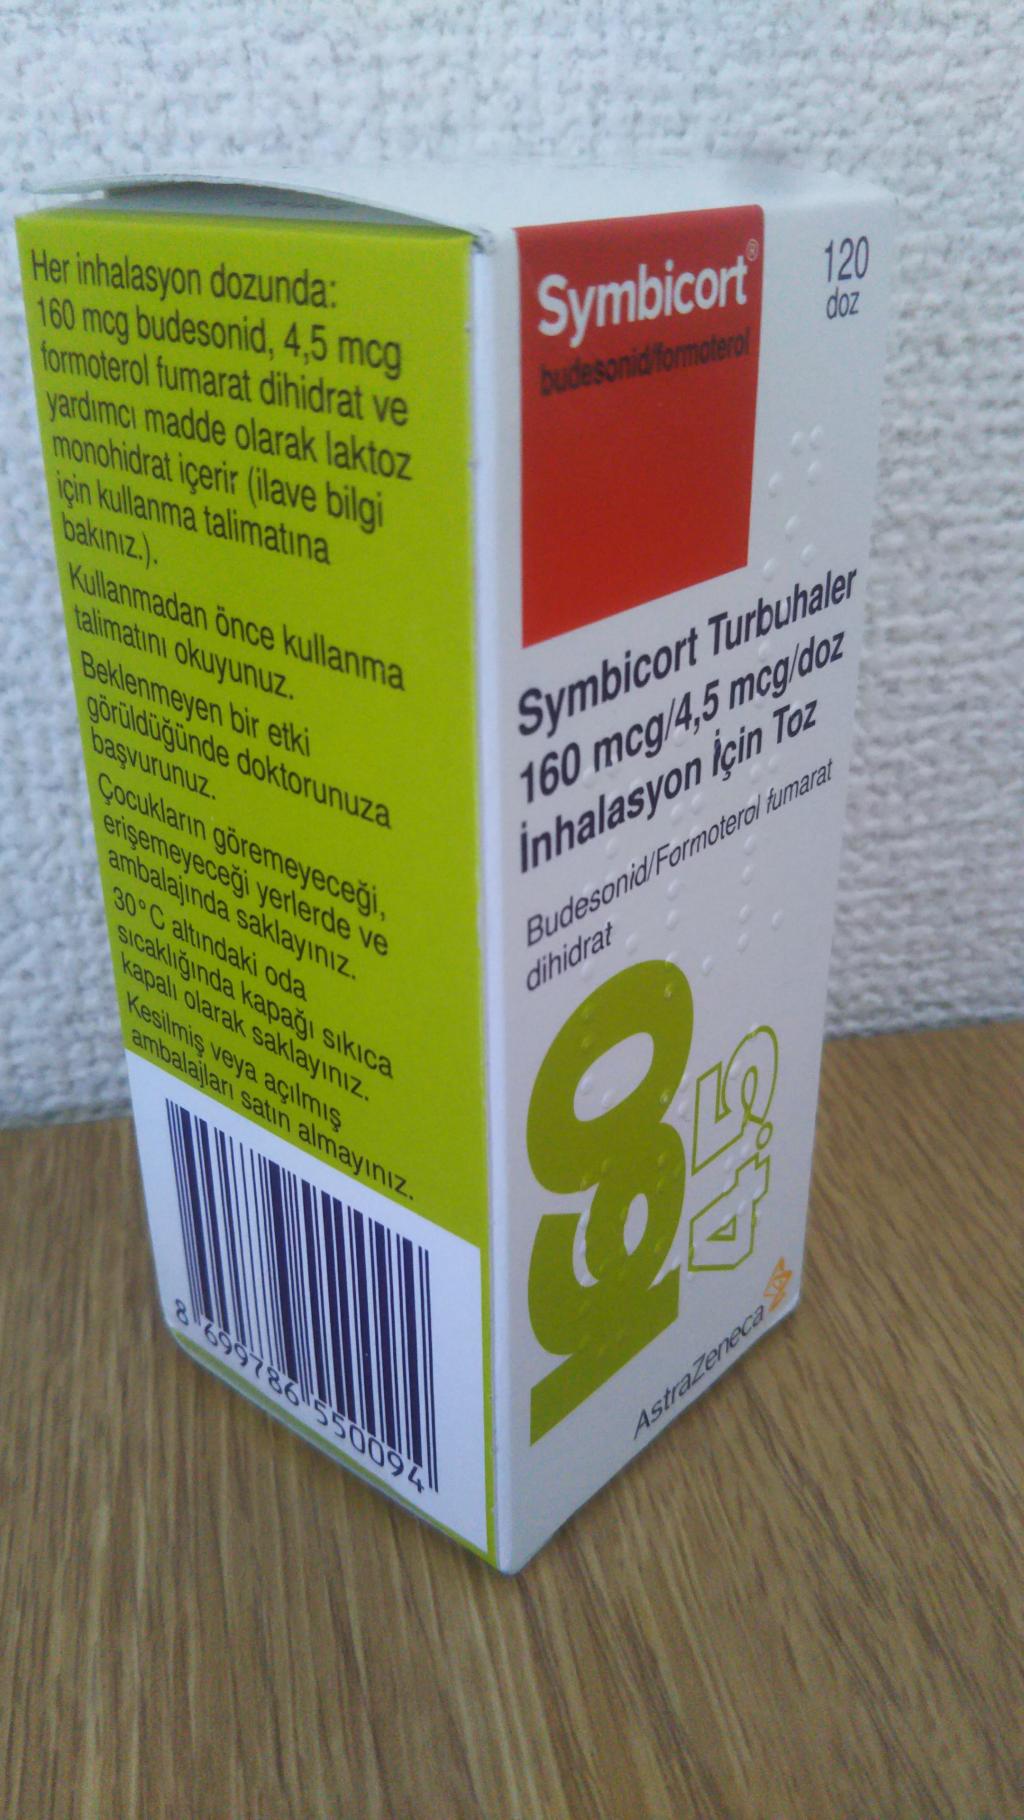 Her inhalasyon dozunda:
160 mcg budesonid, 4,5 mcg
formoterol fumarat dihidrat ve
yardımcı madde olarak laktoz
monohidrat içerir (ilave bilgi
için kullanma talimatına
bakınız.).
Kullanmadan önce kullanma
talimatını okuyunuz.
Beklenmeyen bir etki
görüldüğünde doktorunuza
başvurunuz.
Çocukların göremeyeceği,
erişemeyeceği yerlerde ve
ambalajında saklayınız.
30°C altındaki oda
sıcaklığında kapağı sıkıca
kapalı olarak saklayınız.
Kesilmiş veya açılmış
ambalajları satın almayınız.
8 699786 550094
Symbicort®
budesonid/formoterol
120
doz
Symbicort Turbuhaler
160 mcg/4,5 mcg/doz
İnhalasyon İçin Toz
Budesonid/Formoterol fumarat
dihidrat
160
4.5
AstraZeneca